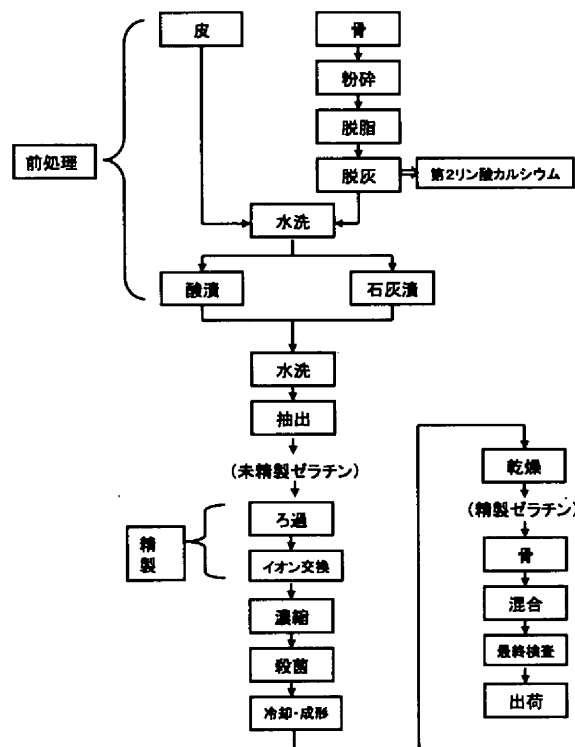 皮
骨
粉砕
脱脂
前処理
脱灰
第2リン酸カルシウム
水洗
酸漬
石灰漬
水洗
抽出
(未精製ゼラチン)
精製
ろ過
イオン交換
濃縮
殺菌
冷却・成形
乾燥
(精製ゼラチン)
骨
混合
最終検査
出荷